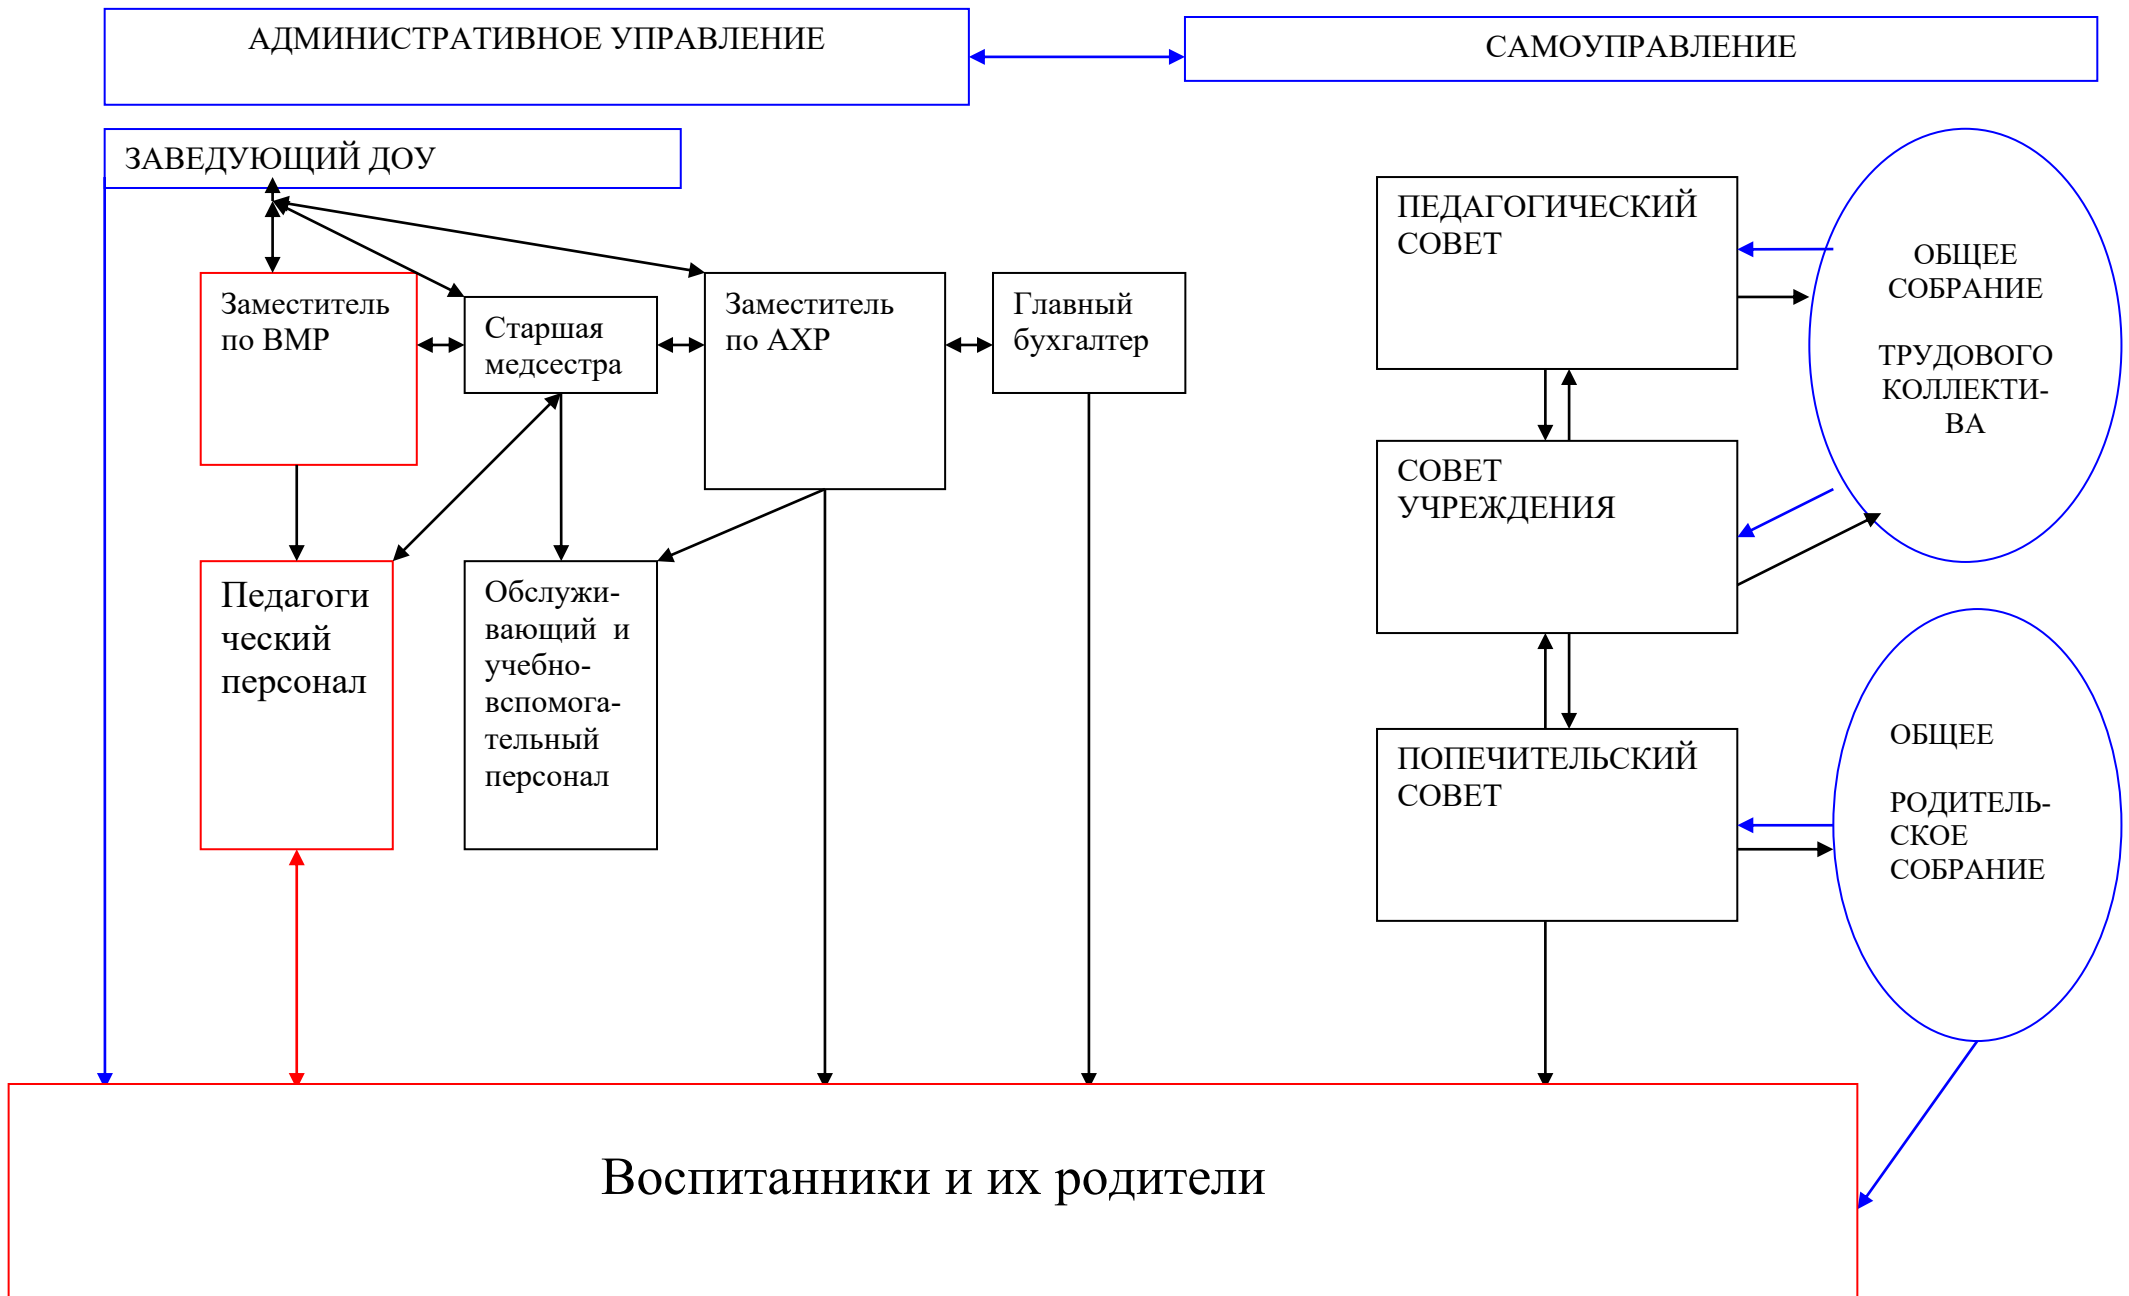 АДМИНИСТРАТИВНОЕ УПРАВЛЕНИЕ
САМОУПРАВЛЕНИЕ
ЗАВЕДУЮЩИЙ ДОУ
Заместитель
по ВМР
Старшая
медсестра
Заместитель
по АХР
Главный
бухгалтер
Педагоги
ческий
персонал
Обслужи-
вающий и
учебно-
вспомога-
тельный
персонал
ПЕДАГОГИЧЕСКИЙ
СОВЕТ
СОВЕТ
УЧРЕЖДЕНИЯ
ПОПЕЧИТЕЛЬСКИЙ
СОВЕТ
ОБЩЕЕ
СОБРАНИЕ
ТРУДОВОГО
КОЛЛЕКТИ-
ВА
ОБЩЕЕ
РОДИТЕЛЬ-
СКОЕ
СОБРАНИЕ
Воспитанники и их родители